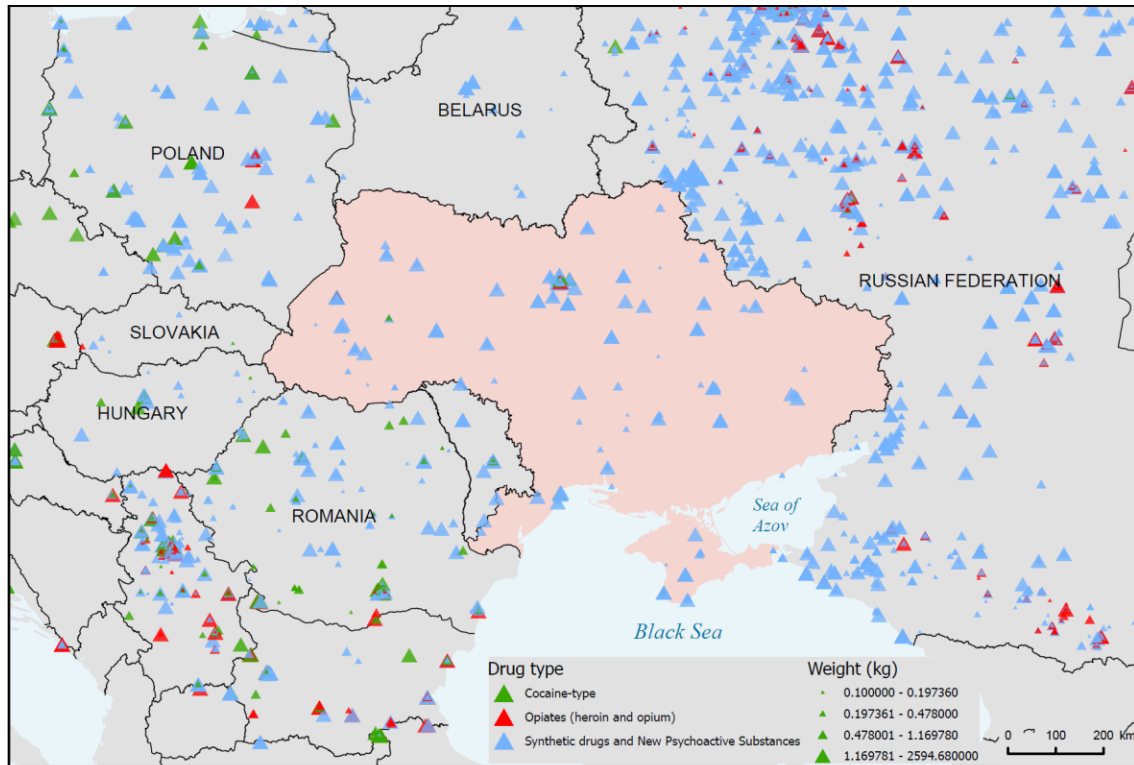 BELARUS
POLAND
RUSSIAN FEDERATION
SLOVAKIA
HUNGARY
ROMANIA
Sea of
Azov
Black Sea
Drug type
Cocaine-type
Opiates (heroin and opium)
Synthetic drugs and New Psychoactive Substances
Weight (kg)
0.100000 - 0.197360
0.197361 - 0.478000
0.478001 - 1.169780
1.169781 - 2594.680000
0 100 200 km